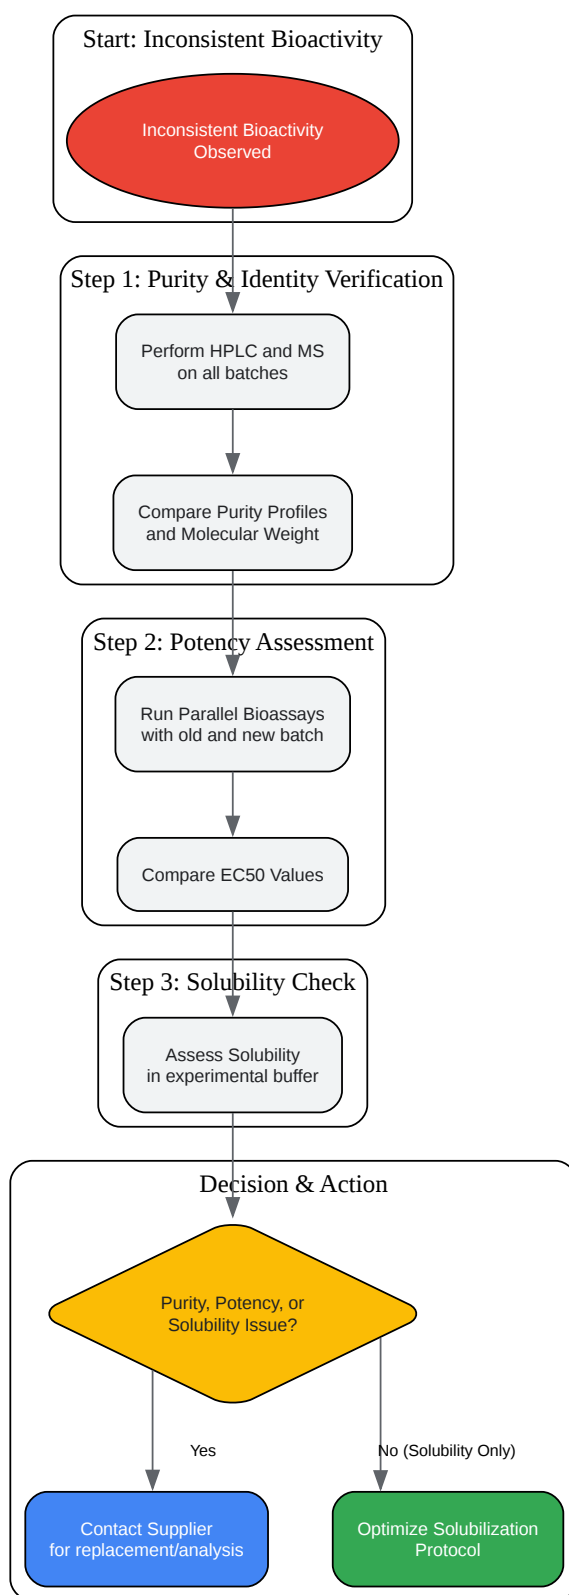 Start: Inconsistent Bioactivity
Inconsistent Bioactivity
Observed
Step 1: Purity & Identity Verification
Perform HPLC and MS
on all batches
Compare Purity Profiles
and Molecular Weight
Step 2: Potency Assessment
Run Parallel Bioassays
with old and new batch
Compare EC50 Values
Step 3: Solubility Check
Assess Solubility
in experimental buffer
Decision & Action
Purity, Potency, or
Solubility Issue?
Yes
No (Solubility Only)
Contact Supplier
for replacement/analysis
Optimize Solubilization
Protocol